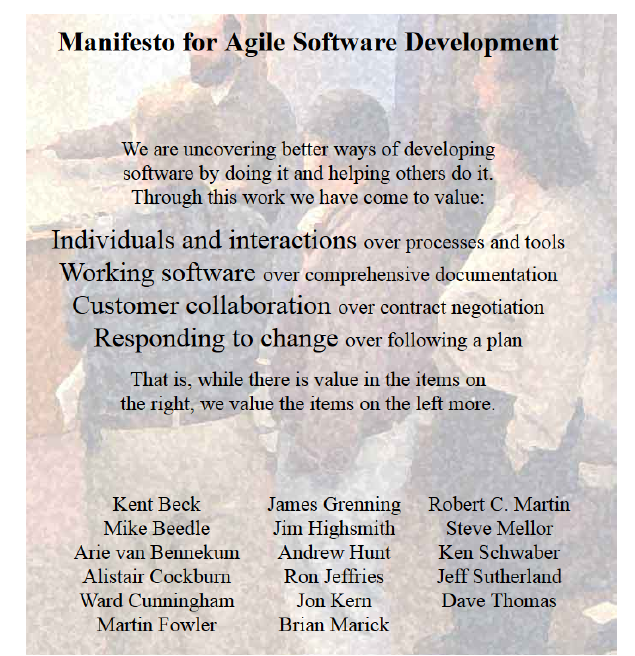 Manifesto for Agile Software Development
We are uncovering better ways of developing
software by doing it and helping others do it.
Through this work we have come to value:
Individuals and interactions over processes and tools
Working software over comprehensive documentation
Customer collaboration over contract negotiation
Responding to change over following a plan
That is, while there is value in the items on
the right, we value the items on the left more.
Kent Beck
Mike Beedle
Arie van Bennekum
Alistair Cockburn
Ward Cunningham
Martin Fowler
James Grenning
Jim Highsmith
Andrew Hunt
Ron Jeffries
Jon Kern
Brian Marick
Robert C. Martin
Steve Mellor
Ken Schwaber
Jeff Sutherland
Dave Thomas